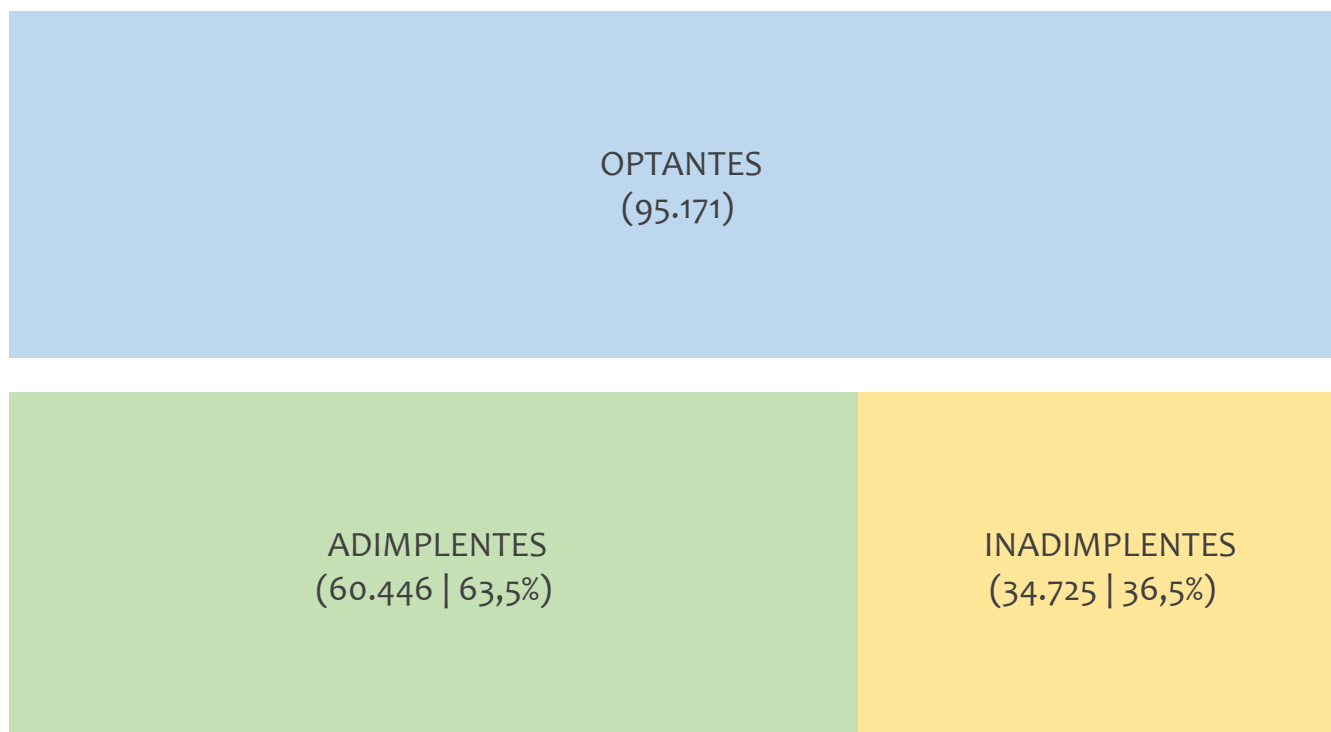 OPTANTES
(95.171)
ADIMPLENTES
(60.446 | 63,5%)
INADIMPLENTES
(34.725 | 36,5%)